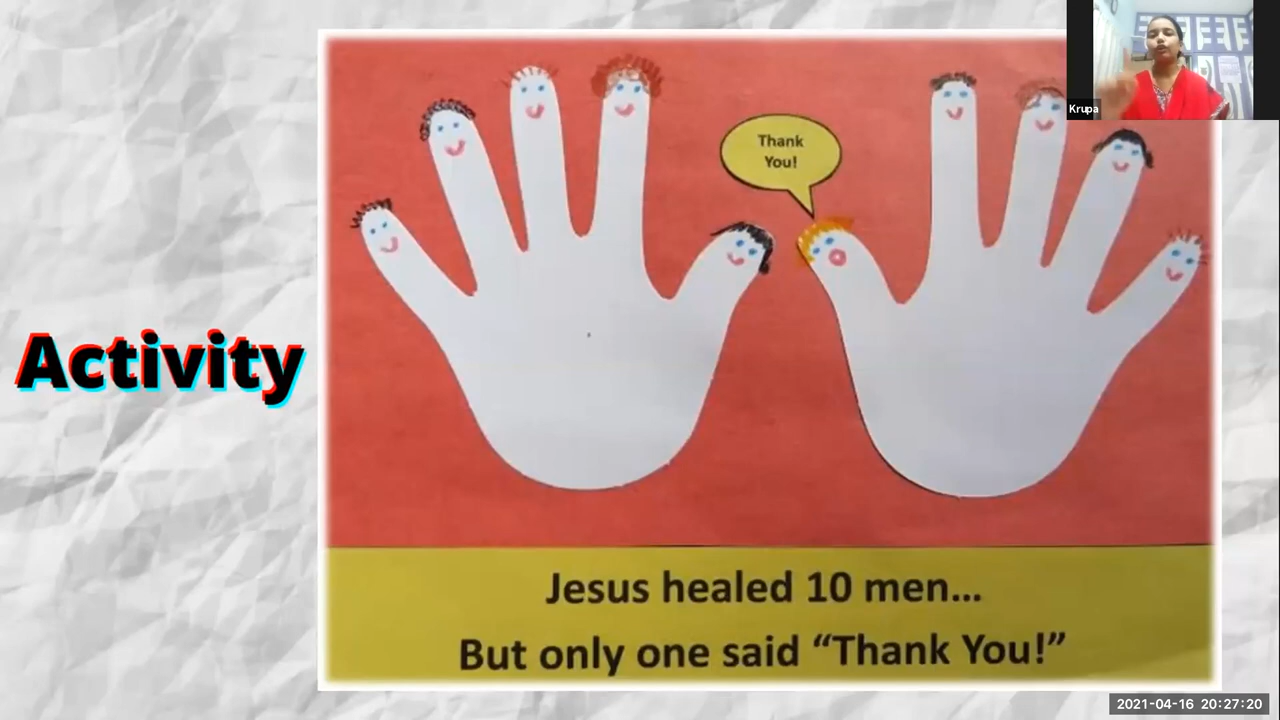 Activity
Thank
You!
Jesus healed 10 men...
But only one said “Thank You!”
Krupa
2021-04-16 20:27:20